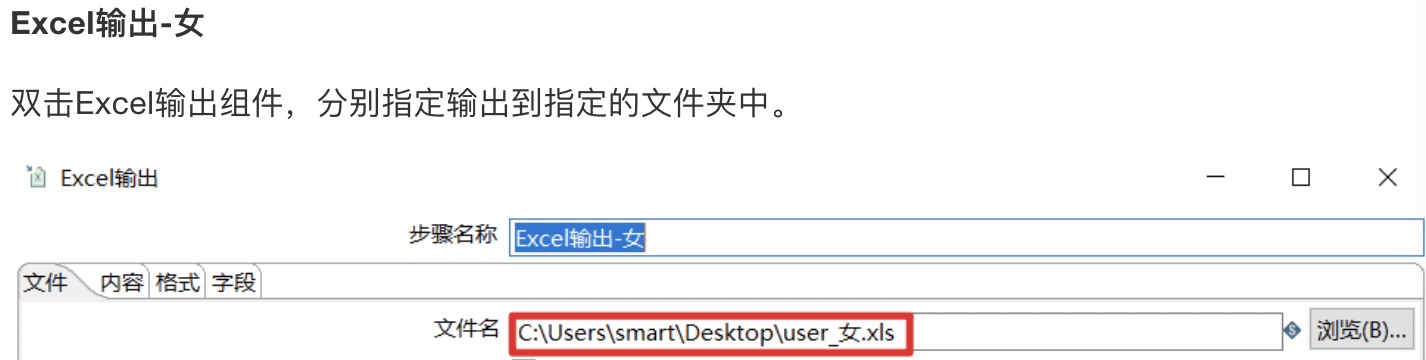 Excel输出-女
双击Excel输出组件，分别指定输出到指定的文件夹中。
Excel输出
步骤名称 Excel输出-女
文件 内容 格式 字段
文件名 C:\Users\smart\Desktop\user_女.xls 浏览(B)...